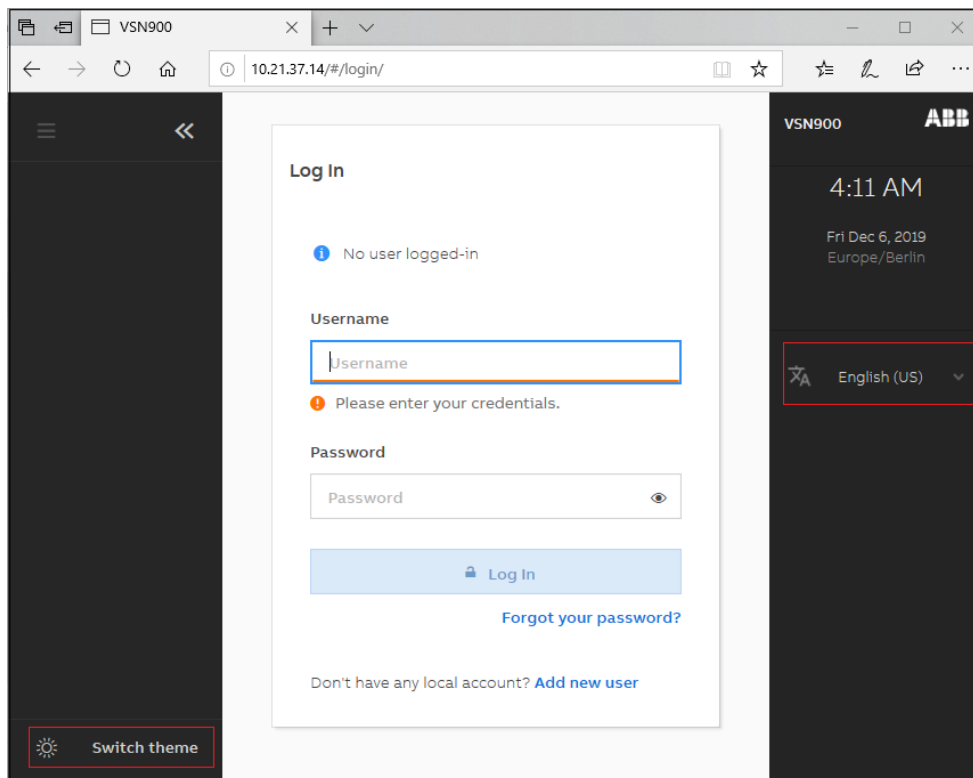 VSN900
10.21.37.14/#/login/
VSN900
ABB
Log In
4:11 AM
Fri Dec 6, 2019
Europe/Berlin
No user logged-in
Username
Username
English (US)
Please enter your credentials.
Password
Password
Log In
Forgot your password?
Don't have any local account? Add new user
Switch theme